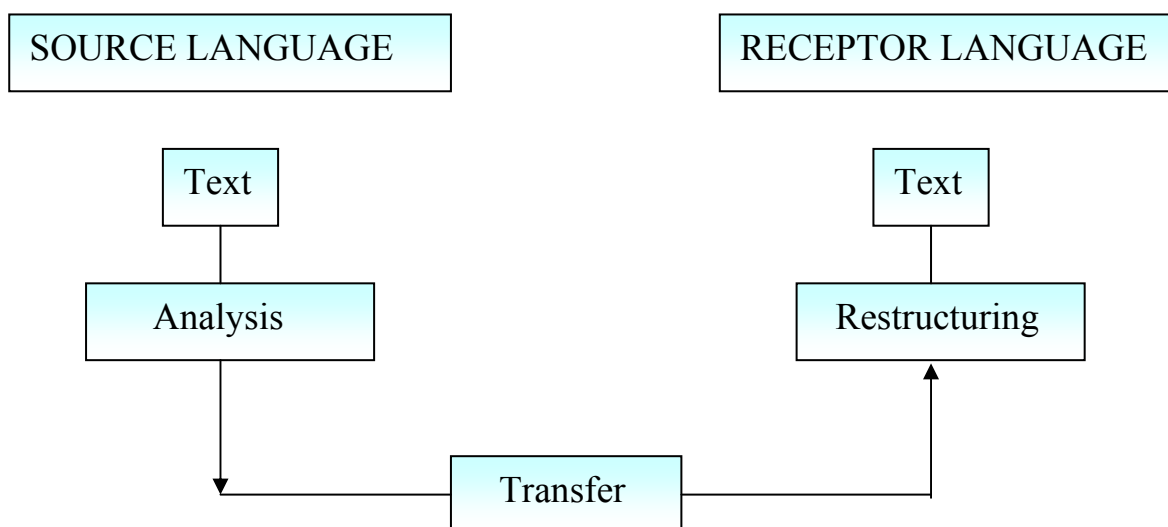 SOURCE LANGUAGE
RECEPTOR LANGUAGE
Text
Text
Analysis
Restructuring
Transfer